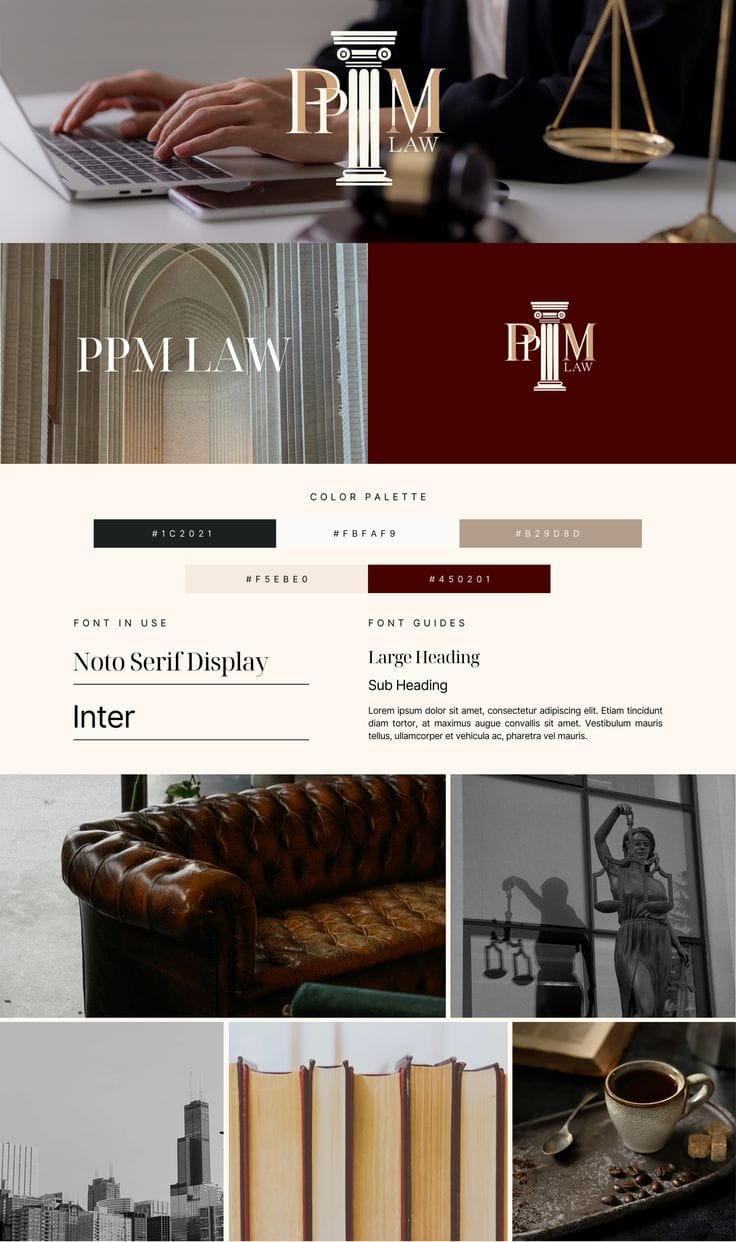 PPM
LAW
PPM LAW
PPM
LAW
COLOR PALETTE
#1C2021
#FBFAF9
#B29D8D
#F5EBE0
#450201
FONT IN USE
Noto Serif Display
Inter
FONT GUIDES
Large Heading
Sub Heading
Lorem ipsum dolor sit amet, consectetur adipiscing elit. Etiam tincidunt
diam tortor, at maximus augue convallis sit amet. Vestibulum mauris
tellus, ullamcorper et vehicula ac, pharetra vel mauris.